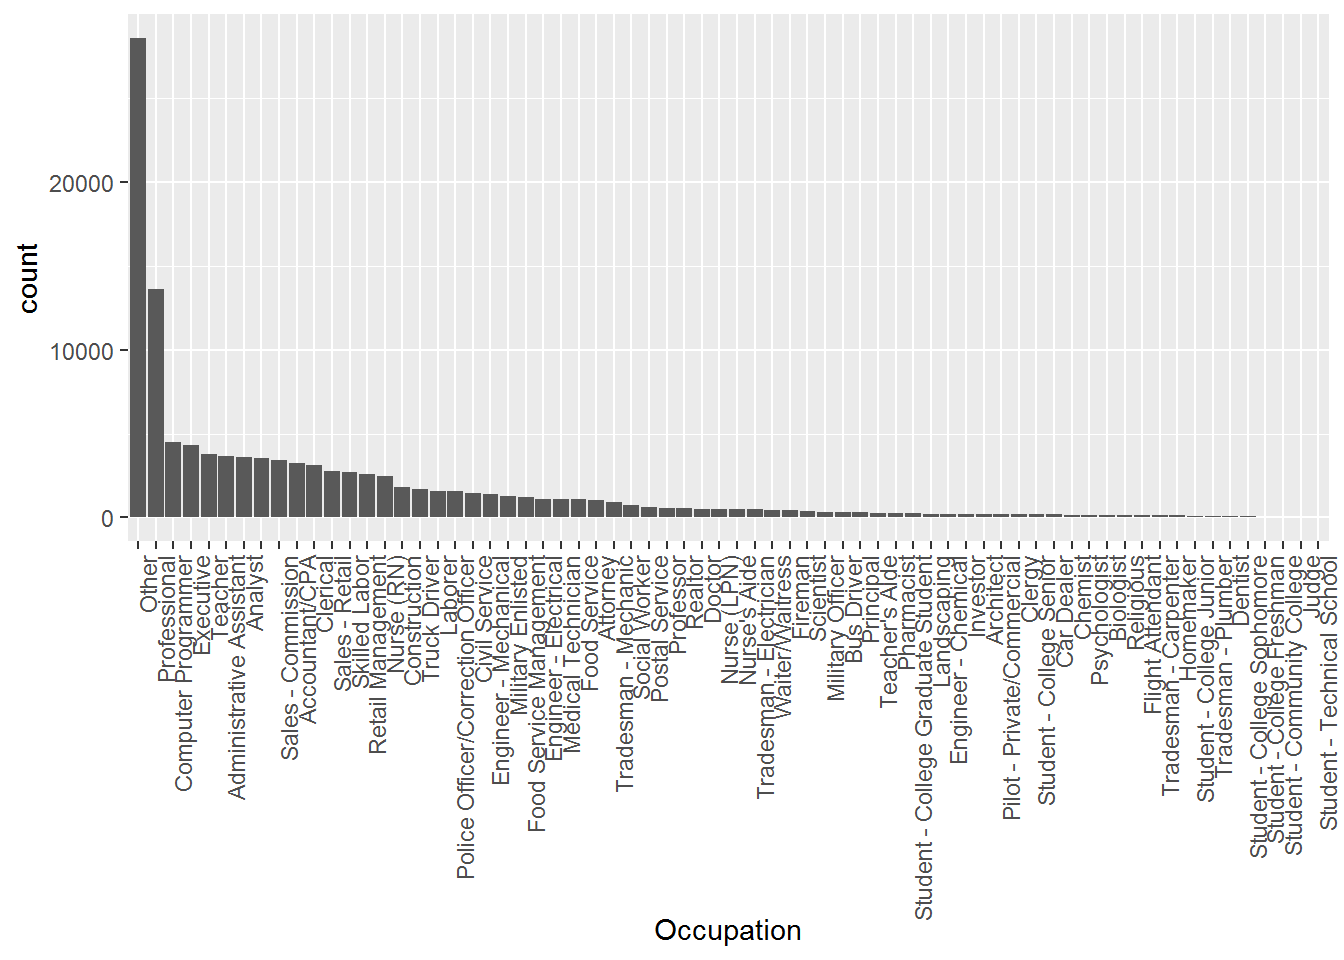 20000
10000
0
count
Other
Professional
Computer Programmer
Executive
Teacher
Administrative Assistant
Analyst
Sales - Commission
Accountant/CPA
Clerical
Sales - Retail
Skilled Labor
Retail Management
Nurse (RN)
Construction
Truck Driver
Laborer
Police Officer/Correction Officer
Civil Service
Engineer - Mechanical
Military Enlisted
Food Service Management
Engineer - Electrical
Medical Technician
Food Service
Attorney
Tradesman - Mechanic
Social Worker
Postal Service
Professor
Realtor
Doctor
Nurse (LPN)
Nurse's Aide
Tradesman - Electrician
Waiter/Waitress
Fireman
Scientist
Military Officer
Bus Driver
Principal
Teacher's Aide
Pharmacist
Student - College Graduate Student
Landscaping
Engineer - Chemical
Investor
Architect
Pilot - Private/Commercial
Clergy
Student - College Senior
Car Dealer
Chemist
Psychologist
Biologist
Religious
Flight Attendant
Tradesman - Carpenter
Homemaker
Student - College Junior
Tradesman - Plumber
Dentist
Student - College Sophomore
Student - College Freshman
Student - Community College
Judge
Student - Technical School
Occupation